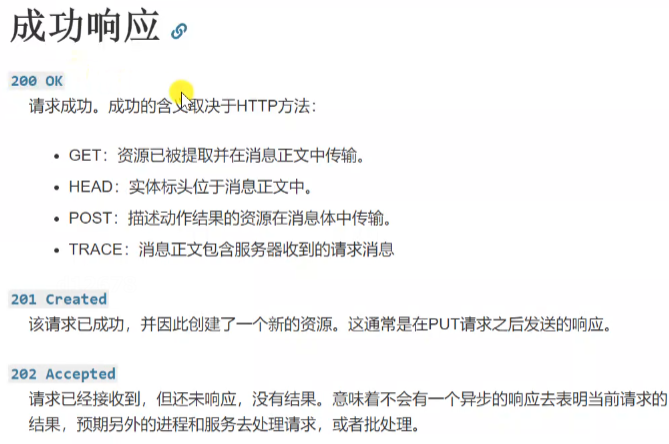 成功响应
200 OK
请求成功。成功的含义取决于HTTP方法：
• GET：资源已被提取并在消息正文中传输。
• HEAD：实体标头位于消息正文中。
• POST：描述动作结果的资源在消息体中传输。
• TRACE：消息正文包含服务器收到的请求消息
201 Created
该请求已成功，并因此创建了一个新的资源。这通常是在PUT请求之后发送的响应。
202 Accepted
请求已经接收到，但还未响应，没有结果。意味着不会有一个异步的响应去表明当前请求的
结果，预期另外的进程和服务去处理请求，或者批处理。